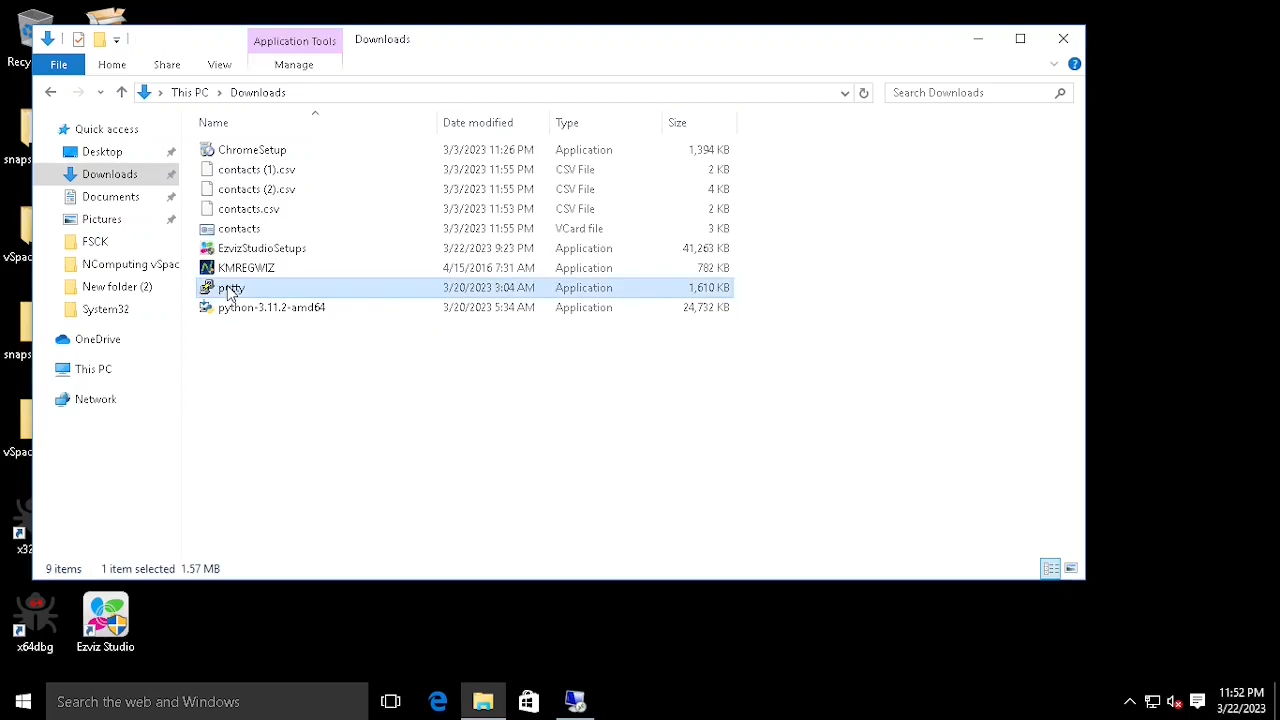 Recy
Application Tools
Downloads
File
Home
Share
View
Manage
This PC
Downloads
Search Downloads
Name
Date modified
Type
Size
Quick access
Desktop
Downloads
Documents
Pictures
FSCK
NComputing vSpac
New folder (2)
System32
OneDrive
This PC
Network
ChromeSetup 3/3/2023 11:26 PM Application 1,394 KB
contacts (1).csv 3/3/2023 11:55 PM CSV File 2 KB
contacts (2).csv 3/3/2023 11:55 PM CSV File 4 KB
contacts.csv 3/3/2023 11:53 PM CSV File 2 KB
contacts 3/3/2023 11:55 PM VCard file 3 KB
EzvizStudioSetups 3/22/2023 9:23 PM Application 41,263 KB
KMREGWIZ 4/15/2016 7:31 AM Application 782 KB
putty 3/20/2023 3:04 AM Application 1,610 KB
python-3.11.2-amd64 3/20/2023 5:34 AM Application 24,732 KB
snaps
vSpac
snaps
vSpac
x32
9 items 1 item selected 1.57 MB
x64dbg
Ezviz Studio
Search the web and Windows
11:52 PM
3/22/2023